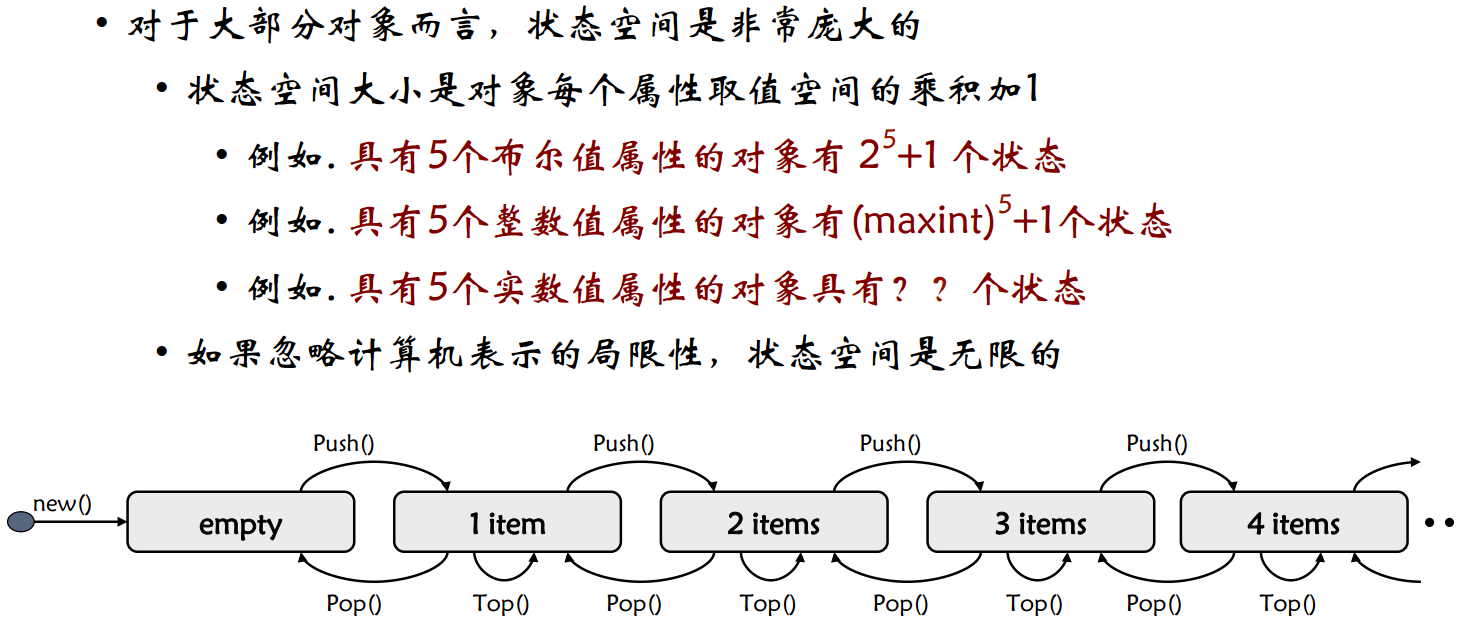 • 对于大部分对象而言，状态空间是非常庞大的
• 状态空间大小是对象每个属性取值空间的乘积加1
• 例如. 具有5个布尔值属性的对象有 2^5+1 个状态
• 例如. 具有5个整数值属性的对象有(maxint)^5+1个状态
• 例如. 具有5个实数值属性的对象具有？？个状态
• 如果忽略计算机表示的局限性，状态空间是无限的
Push() Push() Push() Push()
new()
empty 1 item 2 items 3 items 4 items
Pop() Top() Pop() Top() Pop() Top() Pop() Top()